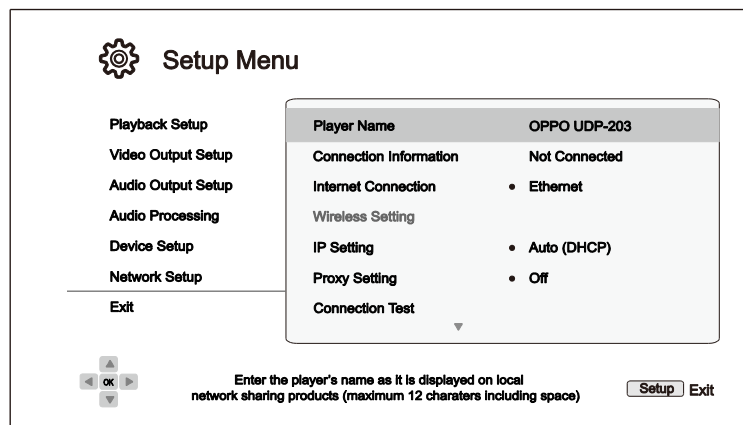 Setup Menu
Playback Setup
Video Output Setup
Audio Output Setup
Audio Processing
Device Setup
Network Setup
Exit
Player Name OPPO UDP-203
Connection Information Not Connected
Internet Connection • Ethernet
Wireless Setting
IP Setting • Auto (DHCP)
Proxy Setting • Off
Connection Test
OK
Enter the player's name as it is displayed on local
network sharing products (maximum 12 charaters including space)
Setup Exit